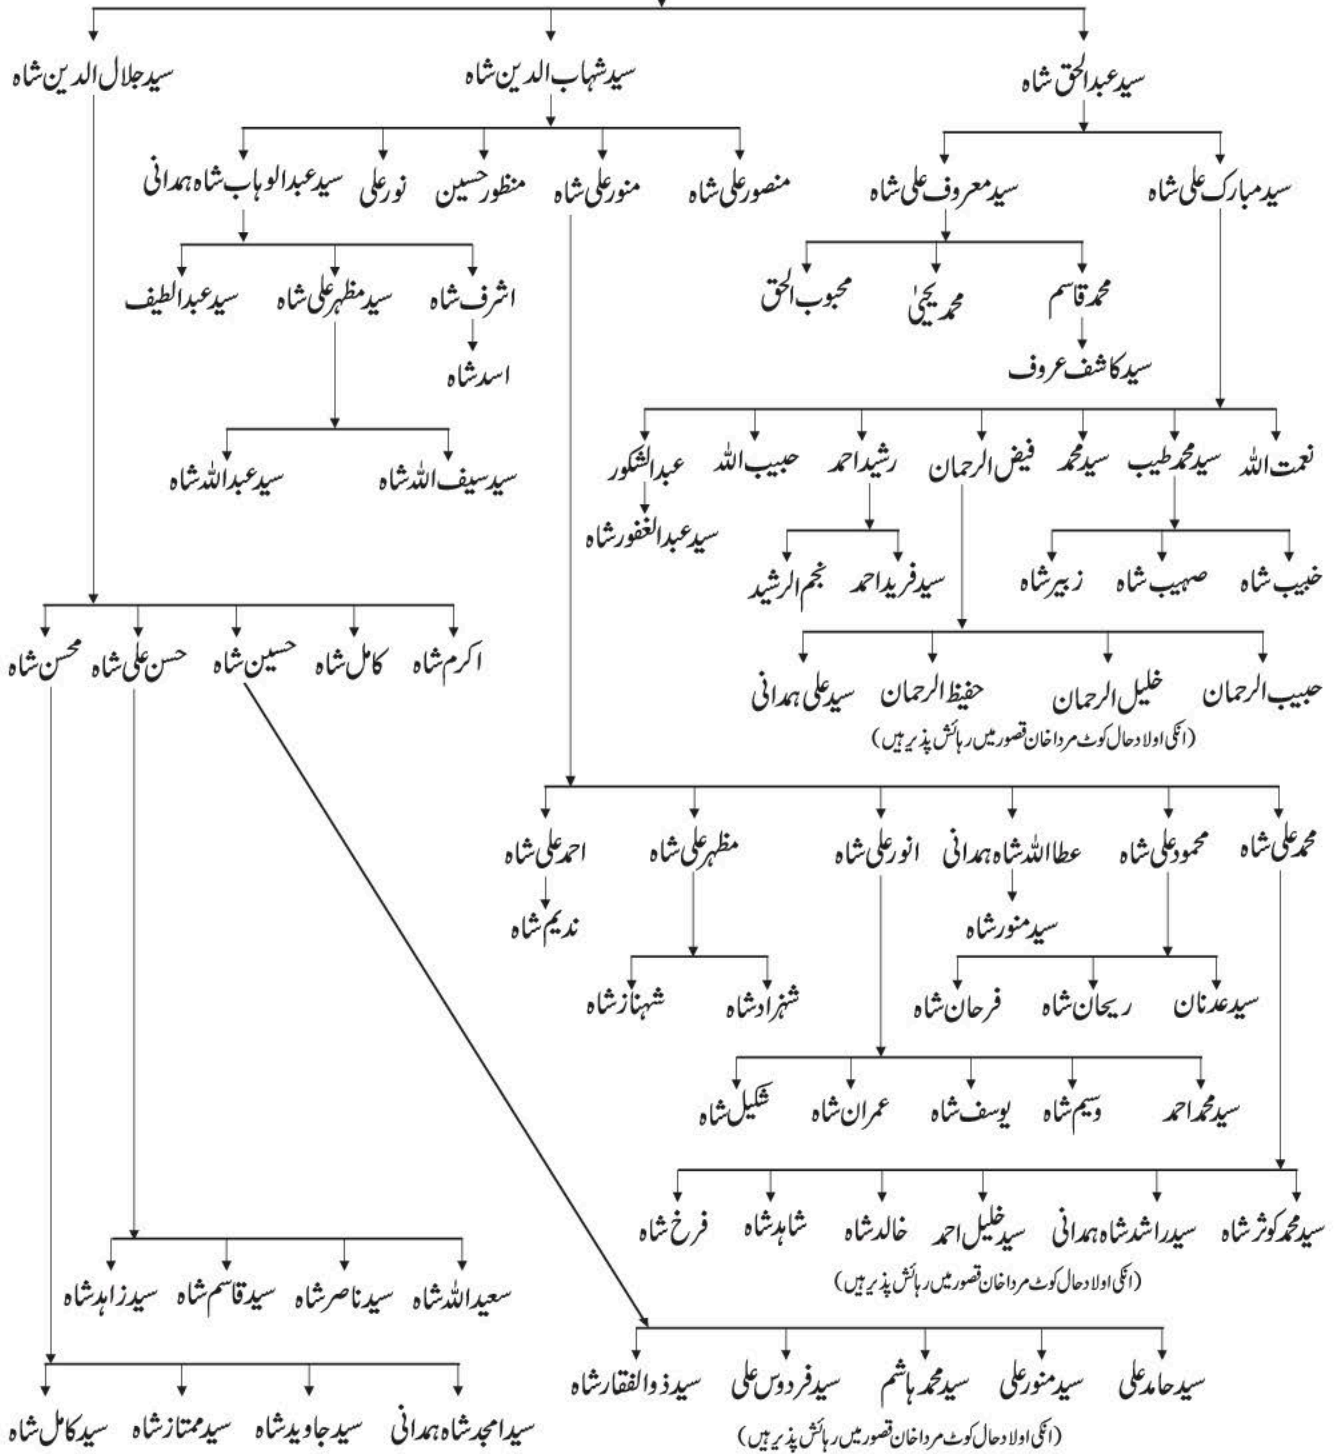 سید عبدالحق شاہ سید شہاب الدین شاہ سید جلال الدین شاہ
سید مبارک علی شاہ سید معروف علی شاہ منصور علی شاہ منور علی شاہ منظور حسین نور علی سید عبدالوہاب شاہ ہمدانی
محمد قاسم محمد یحییٰ محبوب الحق اشرف شاہ سید مظہر علی شاہ سید عبدالطیف
سید کاشف عروف اسد شاہ
نعمت اللہ سید محمد طیب سید محمد فیض الرحمان رشید احمد حبیب اللہ عبدالشکور سید سیف اللہ شاہ سید عبداللہ شاہ
سید عبدالغفور شاہ
خبیب شاہ صہیب شاہ زبیر شاہ سید فرید احمد نجم الرشید
اکرم شاہ کامل شاہ حسین شاہ حسن علی شاہ محسن شاہ
حبیب الرحمان خلیل الرحمان حفیظ الرحمان سید علی ہمدانی
(انکی اولاد حال کوٹ مرداخان قصور میں رہائش پذیر ہیں)
محمد علی شاہ محمود علی شاہ عطااللہ شاہ ہمدانی انور علی شاہ مظہر علی شاہ احمد علی شاہ
سید منور شاہ ندیم شاہ
سید عدنان ریحان شاہ فرحان شاہ شہزاد شاہ شہناز شاہ
سید محمد احمد وسیم شاہ یوسف شاہ عمران شاہ شکیل شاہ
سید محمد کوثر شاہ سید راشد شاہ ہمدانی سید خلیل احمد خالد شاہ شاہد شاہ فرخ شاہ
(انکی اولاد حال کوٹ مرداخان قصور میں رہائش پذیر ہیں)
سعید اللہ شاہ سید ناصر شاہ سید قاسم شاہ سید زاہد شاہ
سید حامد علی سید منور علی سید محمد ہاشم سید فردوس علی سید ذوالفقار شاہ
(انکی اولاد حال کوٹ مرداخان قصور میں رہائش پذیر ہیں)
سید امجد شاہ ہمدانی سید جاوید شاہ سید ممتاز شاہ سید کامل شاہ